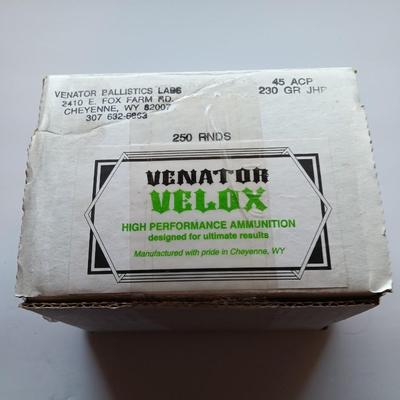 VENATOR BALLISTICS LABS
2410 E. FOX FARM RD.
CHEYENNE, WY 82007
307 632-5963
45 ACP
230 GR JHP
250 RNDS
VENATOR
VELOX
HIGH PERFORMANCE AMMUNITION
designed for ultimate results
Manufactured with pride in Cheyenne, WY